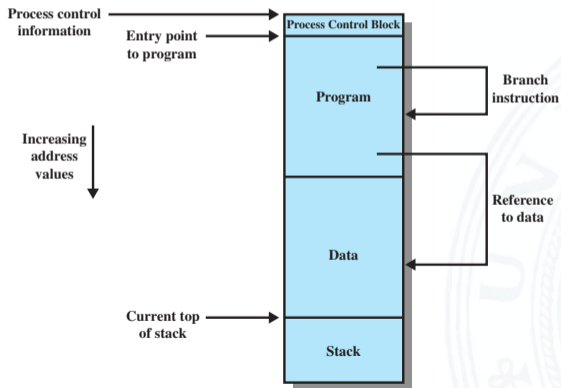 Process control
information
Process Control Block
Entry point
to program
Program
Branch
instruction
Increasing
address
values
Reference
to data
Data
Current top
of stack
Stack
U N
&